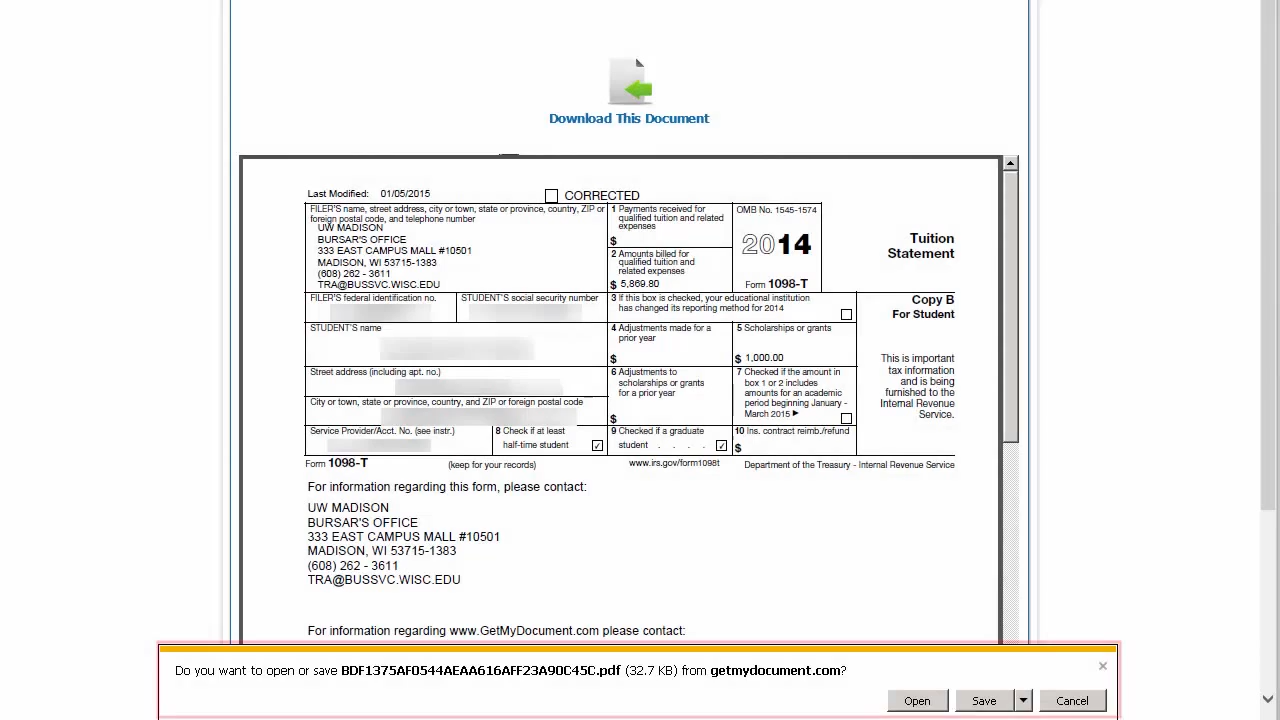 Download This Document
Last Modified: 01/05/2015
CORRECTED
FILER'S name, street address, city or town, state or province, country, ZIP or
foreign postal code, and telephone number
UW MADISON
BURSAR'S OFFICE
333 EAST CAMPUS MALL #10501
MADISON, WI 53715-1383
(608) 262 - 3611
TRA@BUSSVC.WISC.EDU
1 Payments received for
qualified tuition and related
expenses
$
2 Amounts billed for
qualified tuition and
related expenses
$ 5,869.80
OMB No. 1545-1574
2014
Form 1098-T
Tuition
Statement
FILER'S federal identification no.
STUDENT'S social security number
3 If this box is checked, your educational institution
has changed its reporting method for 2014
Copy B
For Student
STUDENT'S name
4 Adjustments made for a
prior year
$
5 Scholarships or grants
$ 1,000.00
This is important
tax information
and is being
furnished to the
Internal Revenue
Service.
Street address (including apt. no.)
City or town, state or province, country, and ZIP or foreign postal code
6 Adjustments to
scholarships or grants
for a prior year
$
7 Checked if the amount in
box 1 or 2 includes
amounts for an academic
period beginning January -
March 2015 ►
Service Provider/Acct. No. (see instr.)
8 Check if at least
half-time student
9 Checked if a graduate
student . . . .
10 Ins. contract reimb./refund
$
Form 1098-T
(keep for your records)
www.irs.gov/form1098t
Department of the Treasury - Internal Revenue Service
For information regarding this form, please contact:
UW MADISON
BURSAR'S OFFICE
333 EAST CAMPUS MALL #10501
MADISON, WI 53715-1383
(608) 262 - 3611
TRA@BUSSVC.WISC.EDU
For information regarding www.GetMyDocument.com please contact:
Do you want to open or save BDF1375AF0544AEAA616AFF23A90C45C.pdf (32.7 KB) from getmydocument.com?
Open
Save
Cancel